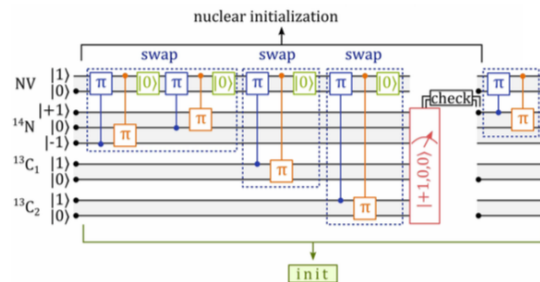 nuclear initialization
swap swap swap
NV |1⟩ π |0⟩ π |0⟩ π |0⟩ π |0⟩ π
|0⟩
¹⁴N |+1⟩ π check π
|0⟩
|-1⟩ π
¹³C₁ |1⟩ π
|0⟩
¹³C₂ |1⟩
|0⟩ π
|+1,0,0⟩
init